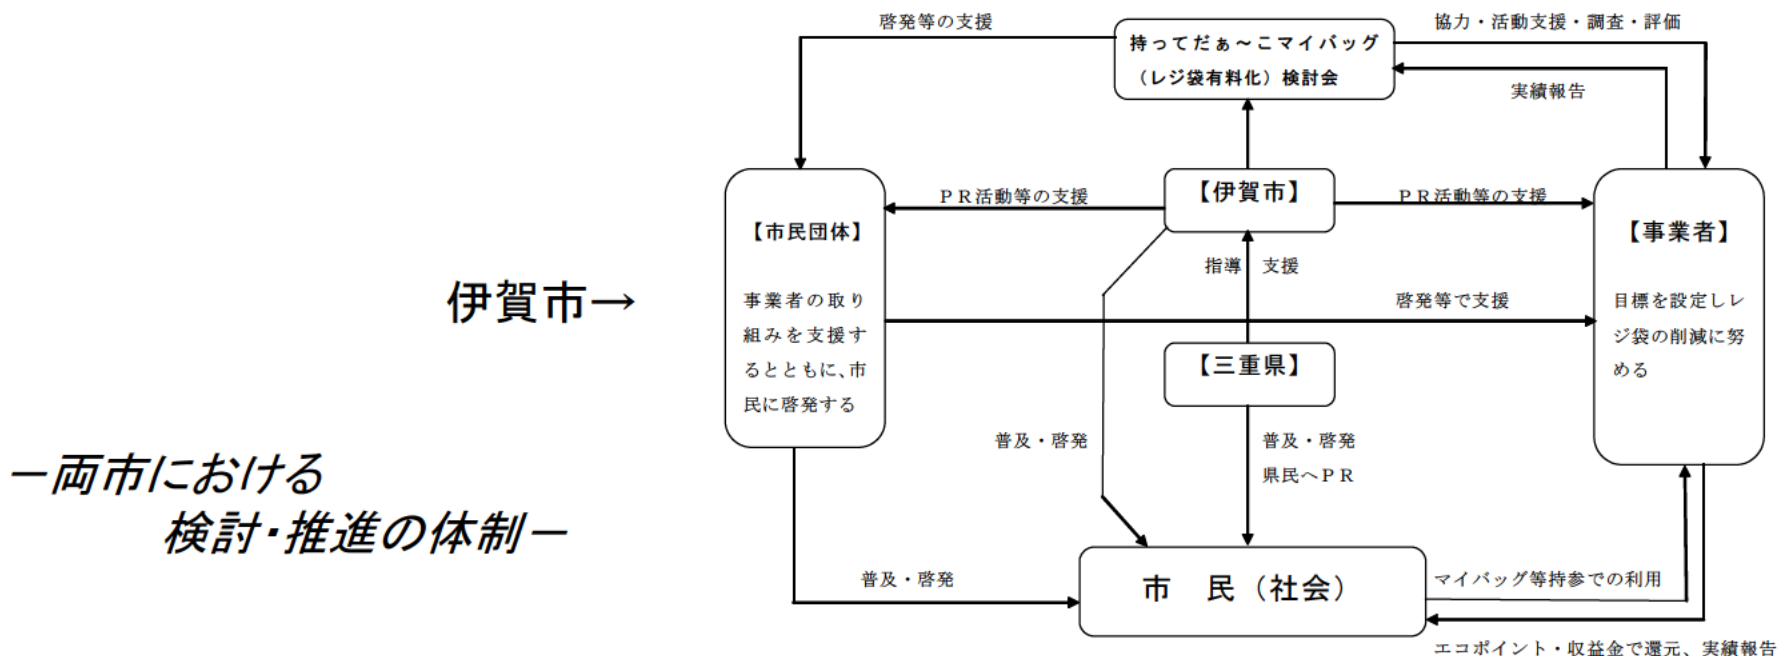 啓発等の支援
持ってだぁ～こマイバッグ
（レジ袋有料化）検討会
協力・活動支援・調査・評価
実績報告
ＰＲ活動等の支援
【伊賀市】
ＰＲ活動等の支援
【市民団体】
事業者の取り
組みを支援す
るとともに、市
民に啓発する
【事業者】
目標を設定しレ
ジ袋の削減に努
める
指導 支援
啓発等で支援
伊賀市→
【三重県】
普及・啓発
普及・啓発
県民へＰＲ
－両市における
検討・推進の体制－
普及・啓発
市 民（社会）
マイバッグ等持参での利用
エコポイント・収益金で還元、実績報告